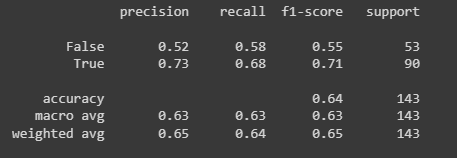 precision recall f1-score support
False 0.52 0.58 0.55 53
True 0.73 0.68 0.71 90
accuracy 0.64 143
macro avg 0.63 0.63 0.63 143
weighted avg 0.65 0.64 0.65 143